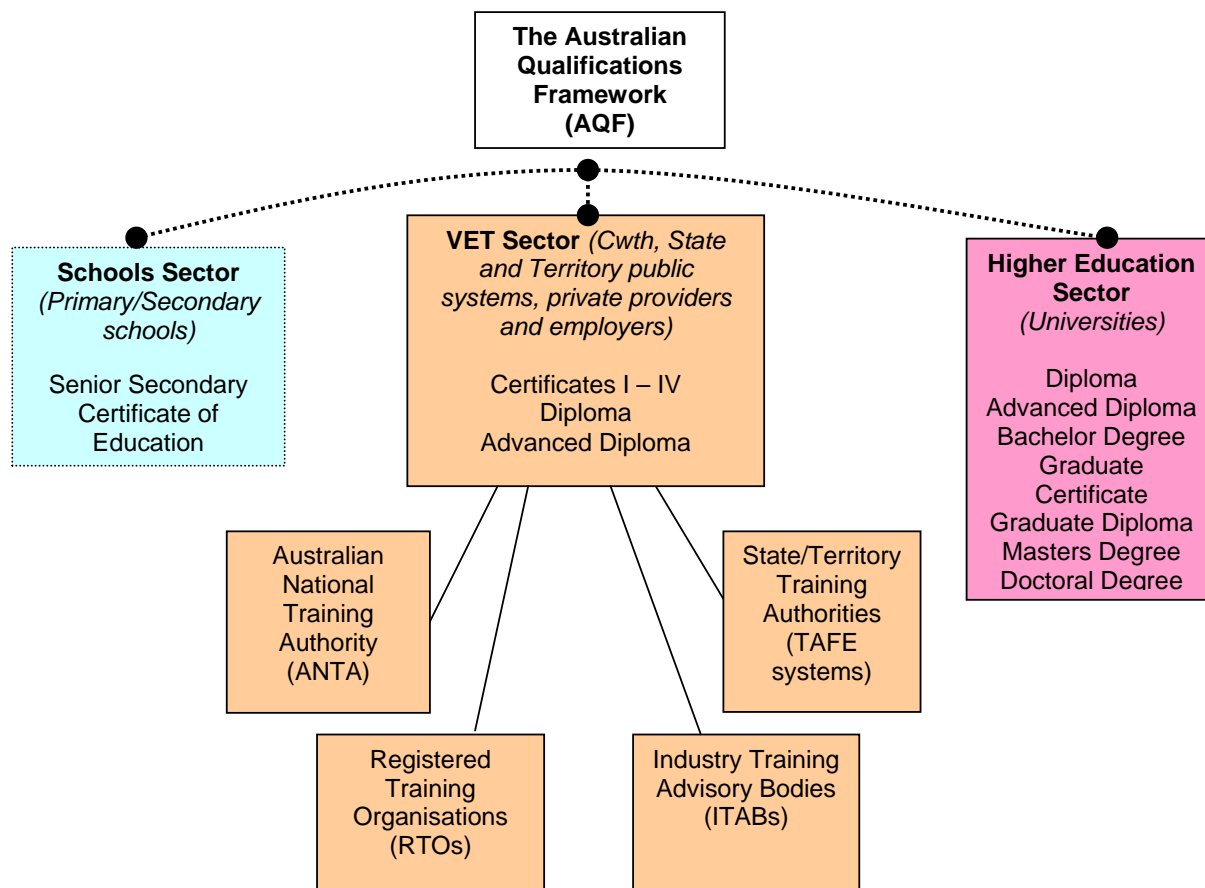 The Australian
Qualifications
Framework
(AQF)
Schools Sector
(Primary/Secondary
schools)
Senior Secondary
Certificate of
Education
VET Sector (Cwth, State
and Territory public
systems, private providers
and employers)
Certificates I – IV
Diploma
Advanced Diploma
Higher Education
Sector
(Universities)
Diploma
Advanced Diploma
Bachelor Degree
Graduate
Certificate
Graduate Diploma
Masters Degree
Doctoral Degree
Australian
National
Training
Authority
(ANTA)
State/Territory
Training
Authorities
(TAFE
systems)
Registered
Training
Organisations
(RTOs)
Industry Training
Advisory Bodies
(ITABs)